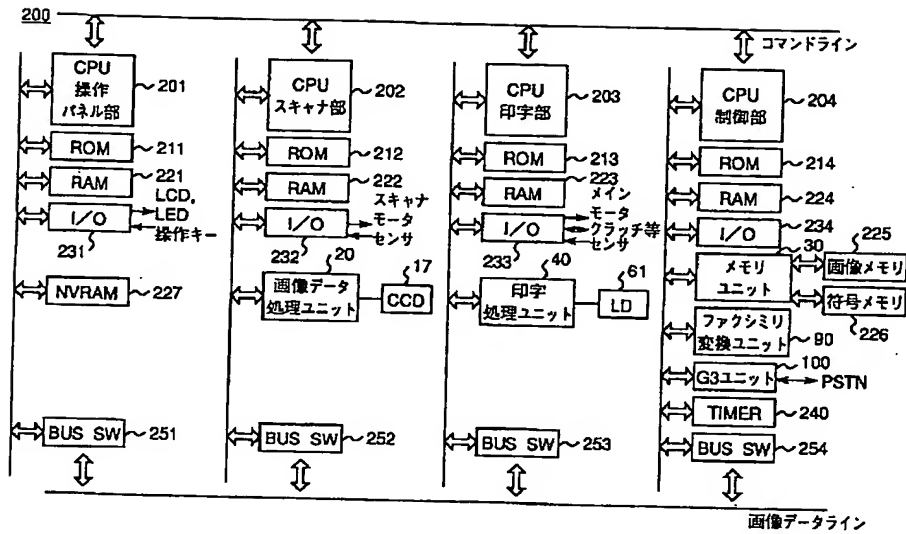 200
コマンドライン
CPU
操作
パネル部
201
ROM
211
RAM
221
I/O
231
LCD,
LED
操作キー
NVRAM
227
BUS SW
251
CPU
スキャナ部
202
ROM
212
RAM
222
I/O
232
スキャナ
モータ
センサ
20
画像データ
処理ユニット
17
CCD
BUS SW
252
CPU
印字部
203
ROM
213
RAM
223
I/O
233
メイン
モータ
クラッチ等
センサ
40
印字
処理ユニット
61
LD
BUS SW
253
CPU
制御部
204
ROM
214
RAM
224
I/O
234
30
メモリ
ユニット
225
画像メモリ
符号メモリ
226
ファクシミリ
変換ユニット
90
100
G3ユニット
PSTN
TIMER
240
BUS SW
254
画像データライン